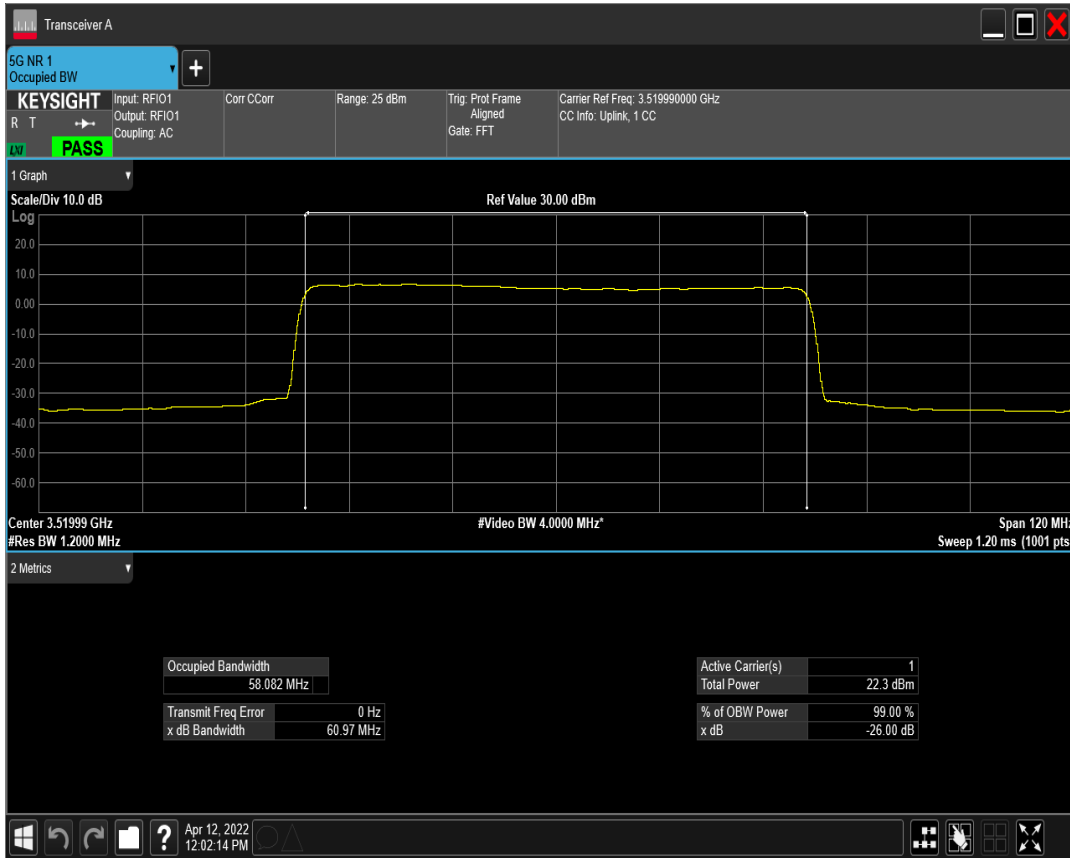 Transceiver A
5G NR 1
Occupied BW
KEYSIGHT
R T
LXI
PASS
Input: RFIO1
Output: RFIO1
Coupling: AC
Corr CCorr
Range: 25 dBm
Trig: Prot Frame
Aligned
Gate: FFT
Carrier Ref Freq: 3.519990000 GHz
CC Info: Uplink, 1 CC
1 Graph
Scale/Div 10.0 dB
Ref Value 30.00 dBm
Log
20.0
10.0
0.00
-10.0
-20.0
-30.0
-40.0
-50.0
-60.0
Center 3.51999 GHz
#Video BW 4.0000 MHz*
Span 120 MHz
#Res BW 1.2000 MHz
Sweep 1.20 ms (1001 pts
2 Metrics
Occupied Bandwidth
58.082 MHz
Transmit Freq Error 0 Hz
x dB Bandwidth 60.97 MHz
Active Carrier(s) 1
Total Power 22.3 dBm
% of OBW Power 99.00 %
x dB -26.00 dB
?
Apr 12, 2022
12:02:14 PM